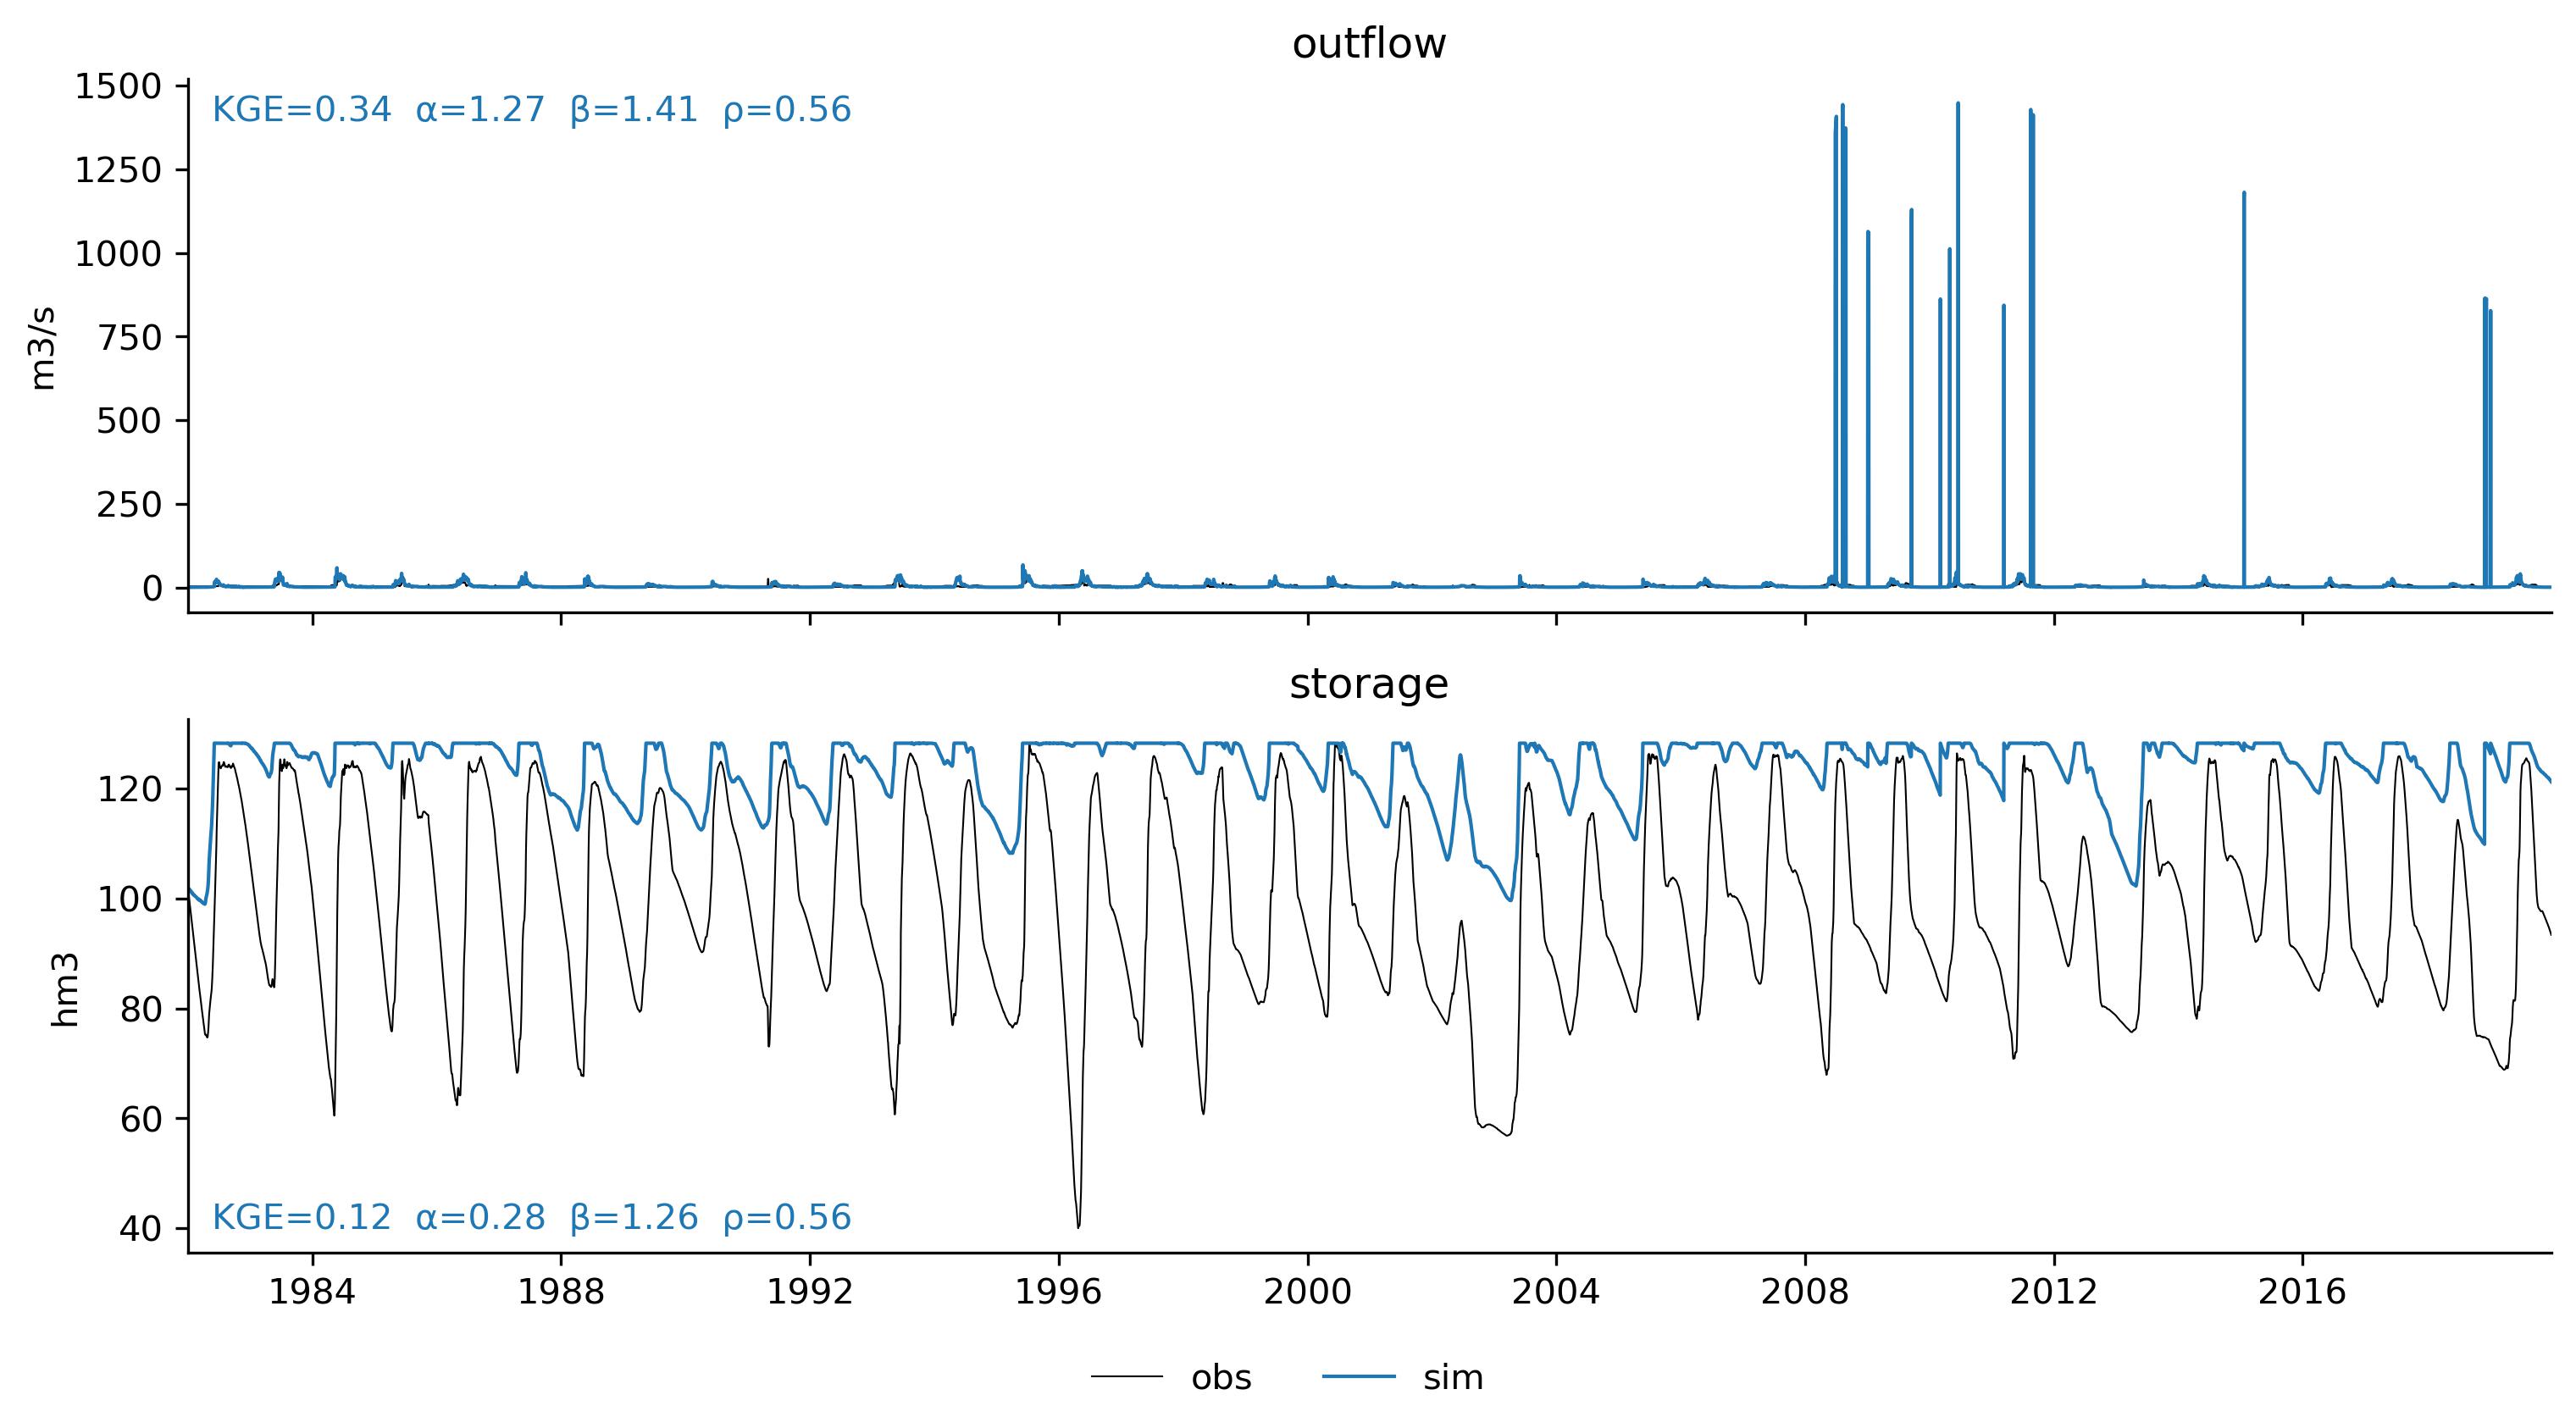 outflow
1500
1250
1000
750
500
250
0
m3/s
KGE=0.34 α=1.27 β=1.41 ρ=0.56
storage
120
100
80
60
40
hm3
KGE=0.12 α=0.28 β=1.26 ρ=0.56
1984 1988 1992 1996 2000 2004 2008 2012 2016
obs sim